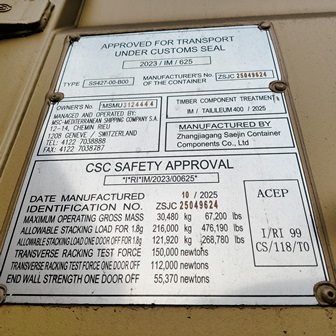 APPROVED FOR TRANSPORT
UNDER CUSTOMS SEAL
2023 / IM / 625
TYPE SS427-00-B00 MANUFACTURER'S No. OF THE CONTAINER ZSJC 25049624
OWNER'S No. MSMU3124444
MANAGED AND OPERATED BY
MSC-MEDITERRANEAN SHIPPING COMPANY S.A.
12-14, CHEMIN RIEU
1208 GENEVE / SWITZERLAND
TEL: 4122 7038888
FAX: 4122 7038787
TIMBER COMPONENT TREATMENT
IM / TAILILEUM 400 / 2025
MANUFACTURED BY
Zhangjiagang Saejin Container
Components Co., Ltd
CSC SAFETY APPROVAL
*I*RI*IM/2023/00625*
DATE MANUFACTURED 10 / 2025
IDENTIFICATION NO. ZSJC 25049624
MAXIMUM OPERATING GROSS MASS 30,480 kg 67,200 lbs
ALLOWABLE STACKING LOAD FOR 1.8g 216,000 kg 476,190 lbs
ALLOWABLE STACKING LOAD ONE DOOR OFF FOR 1.8g 121,920 kg 268,780 lbs
TRANSVERSE RACKING TEST FORCE 150,000 newtons
TRANSVERSE RACKING TEST FORCE ONE DOOR OFF 112,000 newtons
END WALL STRENGTH ONE DOOR OFF 55,370 newtons
ACEP
I/RI 99
CS/118/T0